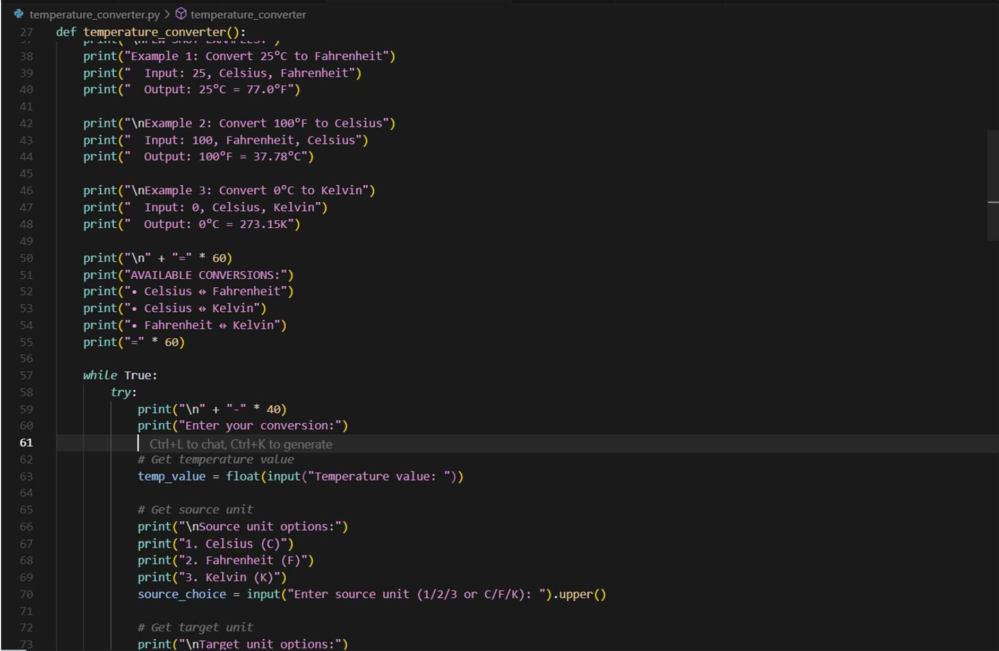 temperature_converter.py > temperature_converter
27 def temperature_converter():
37 print("\nFEW SHOT EXAMPLES:")
38 print("Example 1: Convert 25°C to Fahrenheit")
39 print("  Input: 25, Celsius, Fahrenheit")
40 print("  Output: 25°C = 77.0°F")
41
42 print("\nExample 2: Convert 100°F to Celsius")
43 print("  Input: 100, Fahrenheit, Celsius")
44 print("  Output: 100°F = 37.78°C")
45
46 print("\nExample 3: Convert 0°C to Kelvin")
47 print("  Input: 0, Celsius, Kelvin")
48 print("  Output: 0°C = 273.15K")
49
50 print("\n" + "=" * 60)
51 print("AVAILABLE CONVERSIONS:")
52 print("• Celsius ↔ Fahrenheit")
53 print("• Celsius ↔ Kelvin")
54 print("• Fahrenheit ↔ Kelvin")
55 print("=" * 60)
56
57 while True:
58 try:
59 print("\n" + "-" * 40)
60 print("Enter your conversion:")
61 Ctrl+L to chat, Ctrl+K to generate
62 # Get temperature value
63 temp_value = float(input("Temperature value: "))
64
65 # Get source unit
66 print("\nSource unit options:")
67 print("1. Celsius (C)")
68 print("2. Fahrenheit (F)")
69 print("3. Kelvin (K)")
70 source_choice = input("Enter source unit (1/2/3 or C/F/K): ").upper()
71
72 # Get target unit
73 print("\nTarget unit options:")